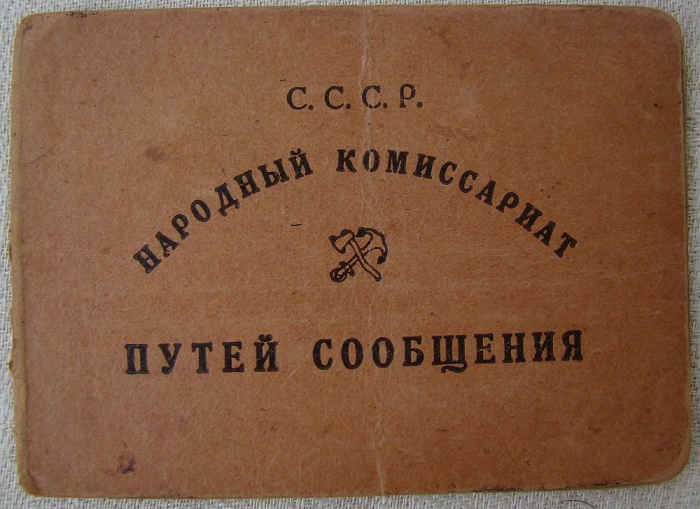 С. С. С. Р.
НАРОДНЫЙ КОМИССАРИАТ
ПУТЕЙ СООБЩЕНИЯ